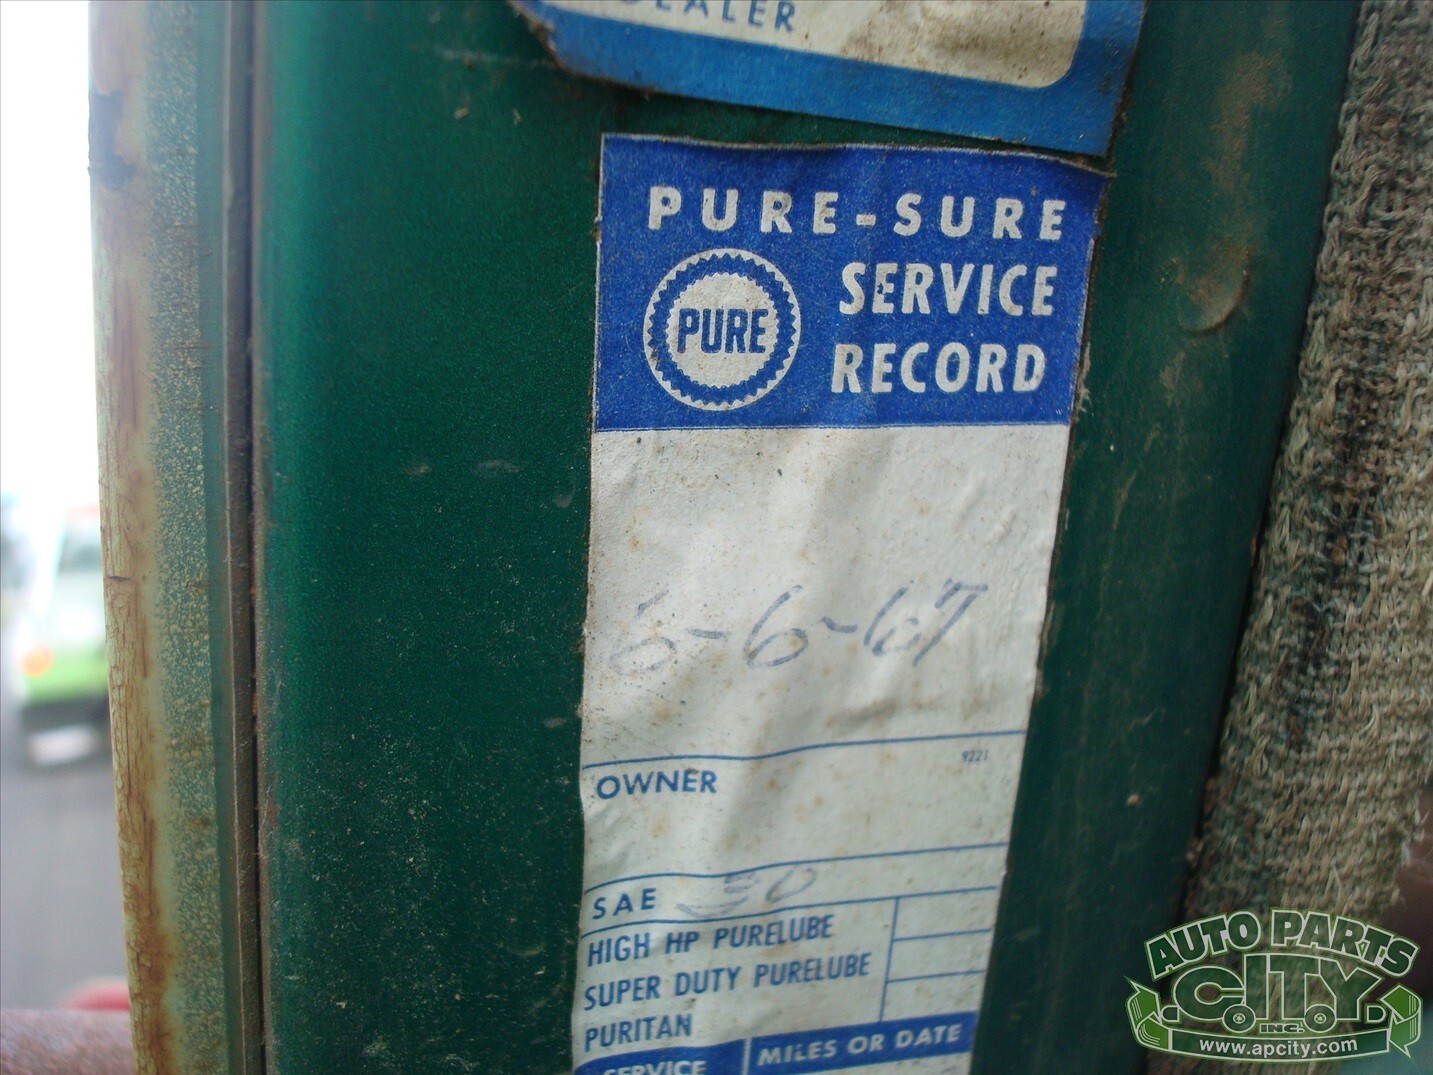 DEALER
PURE-SURE
PURE
SERVICE
RECORD
6-6-67
9221
OWNER
SAE 30
HIGH HP PURELUBE
SUPER DUTY PURELUBE
PURITAN
SERVICE
MILES OR DATE
AUTO PARTS
C.I.T.Y.
INC.
www.apcity.com